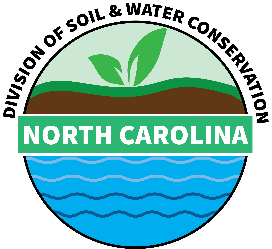 DIVISION OF SOIL & WATER CONSERVATION
NORTH CAROLINA